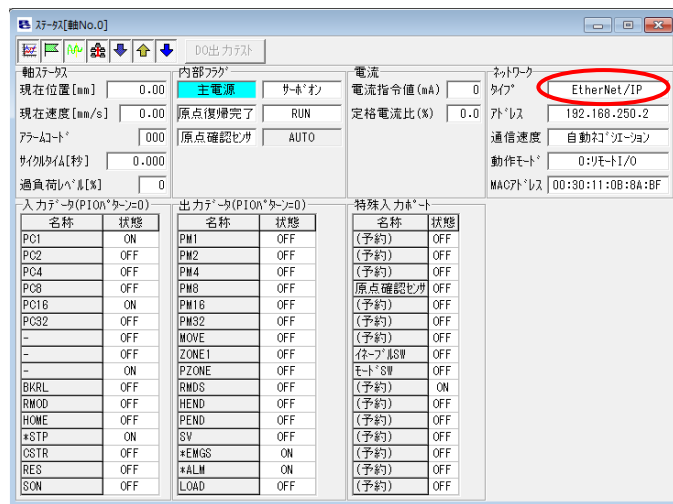 ステータス[軸No.0]
DO出力テスト
軸ステータス
現在位置[mm] 0.00
現在速度[mm/s] 0.00
アラームコード 000
サイクルタイム[秒] 0.000
過負荷レベル[%] 0
内部フラグ
主電源 サーボオン
原点復帰完了 RUN
原点確認センサ AUTO
電流
電流指令値(mA) 0
定格電流比(%) 0.0
ネットワーク
タイプ EtherNet/IP
アドレス 192.168.250.2
通信速度 自動ネゴシエーション
動作モード 0:リモートI/O
MACアドレス 00:30:11:0B:8A:BF
入力データ(PIOパターン=0)
名称 状態
PC1 ON
PC2 OFF
PC4 OFF
PC8 OFF
PC16 ON
PC32 OFF
- OFF
- OFF
- ON
BKRL OFF
RMOD OFF
HOME OFF
*STP ON
CSTR OFF
RES OFF
SON OFF
出力データ(PIOパターン=0)
名称 状態
PM1 OFF
PM2 OFF
PM4 OFF
PM8 OFF
PM16 OFF
PM32 OFF
MOVE OFF
ZONE1 OFF
PZONE OFF
RMDS OFF
HEND OFF
PEND OFF
SV OFF
*EMGS ON
*ALM ON
LOAD OFF
特殊入力ポート
名称 状態
(予約) OFF
(予約) OFF
(予約) OFF
原点確認センサ OFF
(予約) OFF
(予約) OFF
(予約) OFF
イネーブルSW OFF
モードSW OFF
(予約) ON
(予約) OFF
(予約) OFF
(予約) OFF
(予約) OFF
(予約) OFF
(予約) OFF